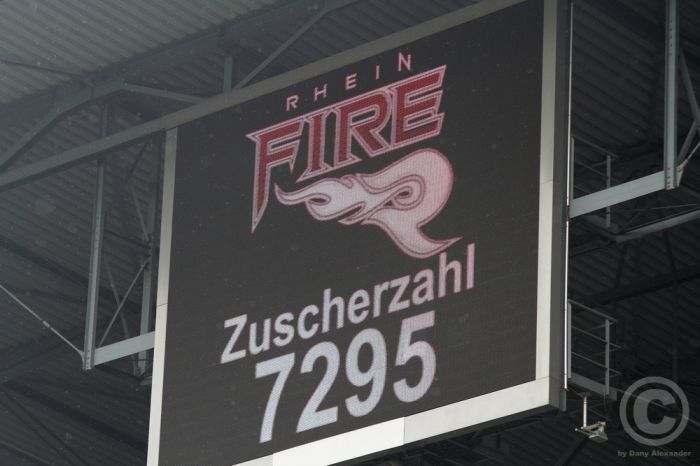 RHEIN
FIRE
Zuscherzahl
7295
©
by Dany Alexander